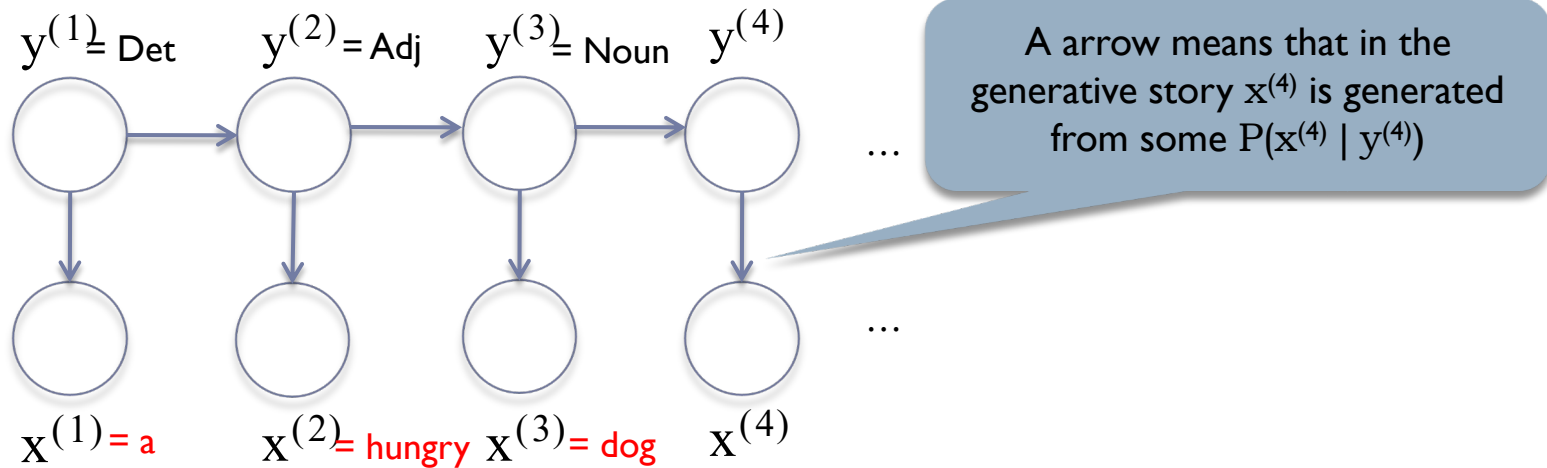 y(1) = Det y(2) = Adj y(3) = Noun y(4)
A arrow means that in the
generative story x(4) is generated
from some P(x(4) | y(4))
...
...
x(1) = a x(2) = hungry x(3) = dog x(4)